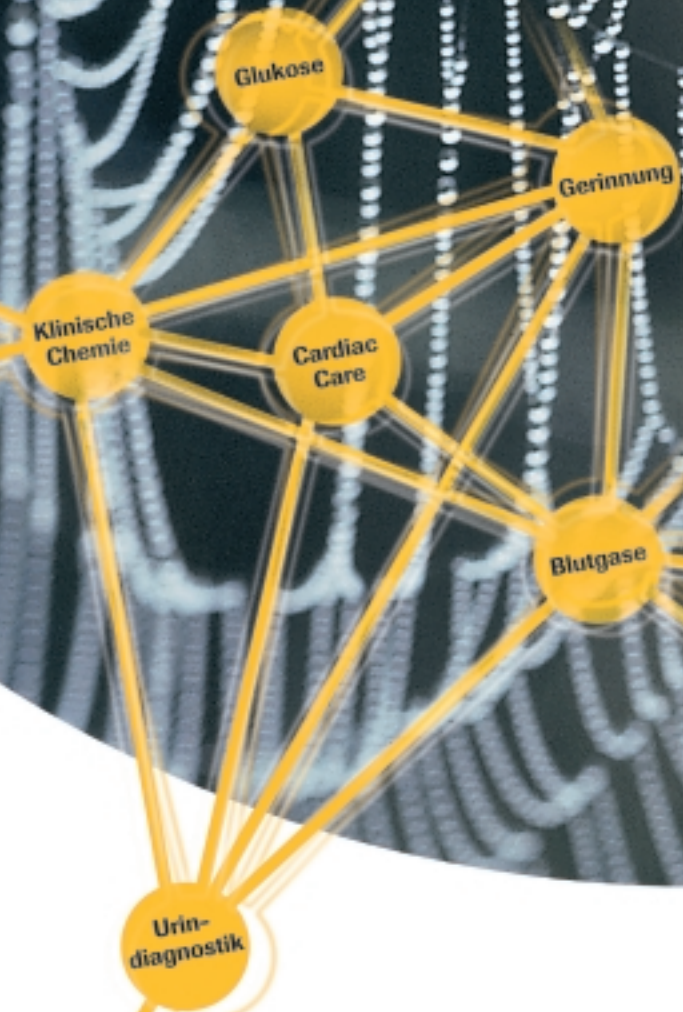 Glukose
Gerinnung
Klinische
Chemie
Cardiac
Care
Blutgase
Urin-
diagnostik